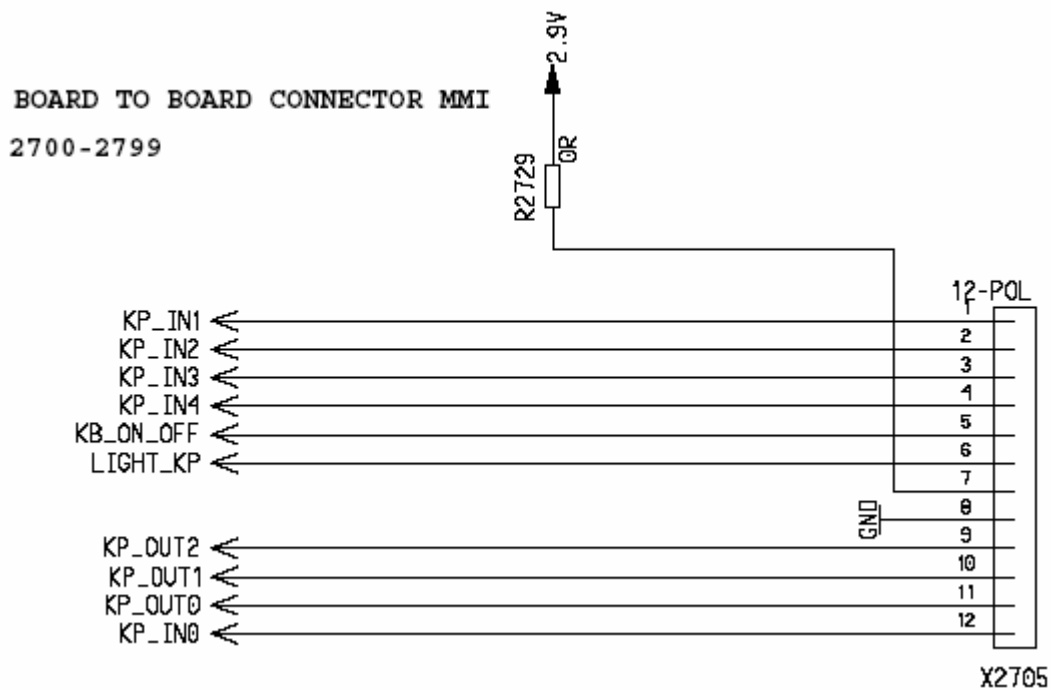 2.9V
BOARD TO BOARD CONNECTOR MMI
2700-2799
0R
R2729
12-POL
KP_IN1 1
KP_IN2 2
KP_IN3 3
KP_IN4 4
KB_ON_OFF 5
LIGHT_KP 6
7
GND 8
KP_OUT2 9
KP_OUT1 10
KP_OUT0 11
KP_IN0 12
X2705